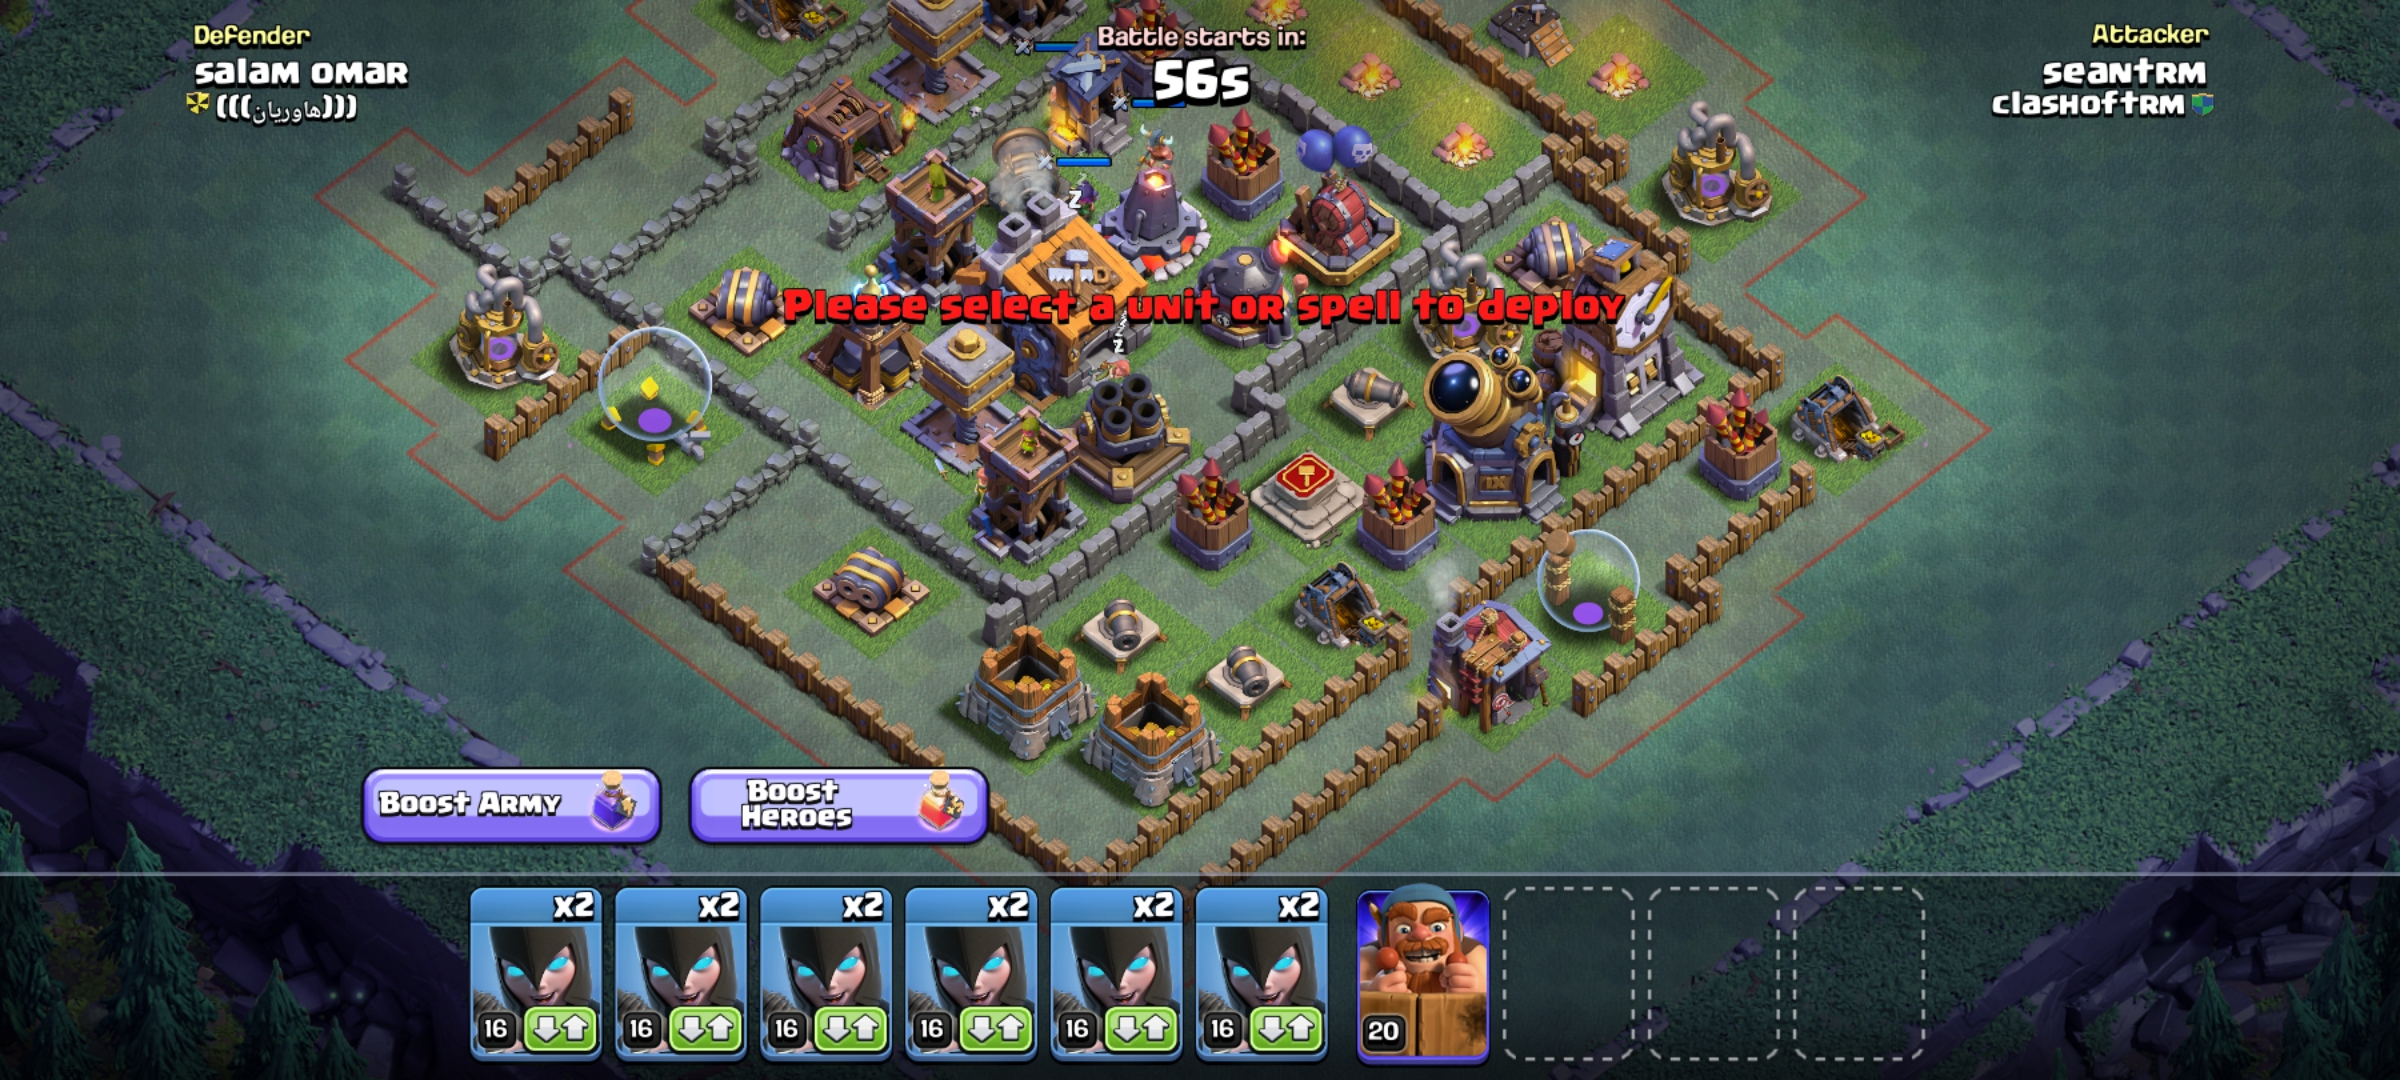 Defender
salam omar
(((هاوریان)))
Battle starts in:
56s
Attacker
seantrm
clashoftrm
Please select a unit or spell to deploy
Z
Z
Boost Army
Boost
Heroes
x2
x2
x2
x2
x2
x2
16
16
16
16
16
16
20